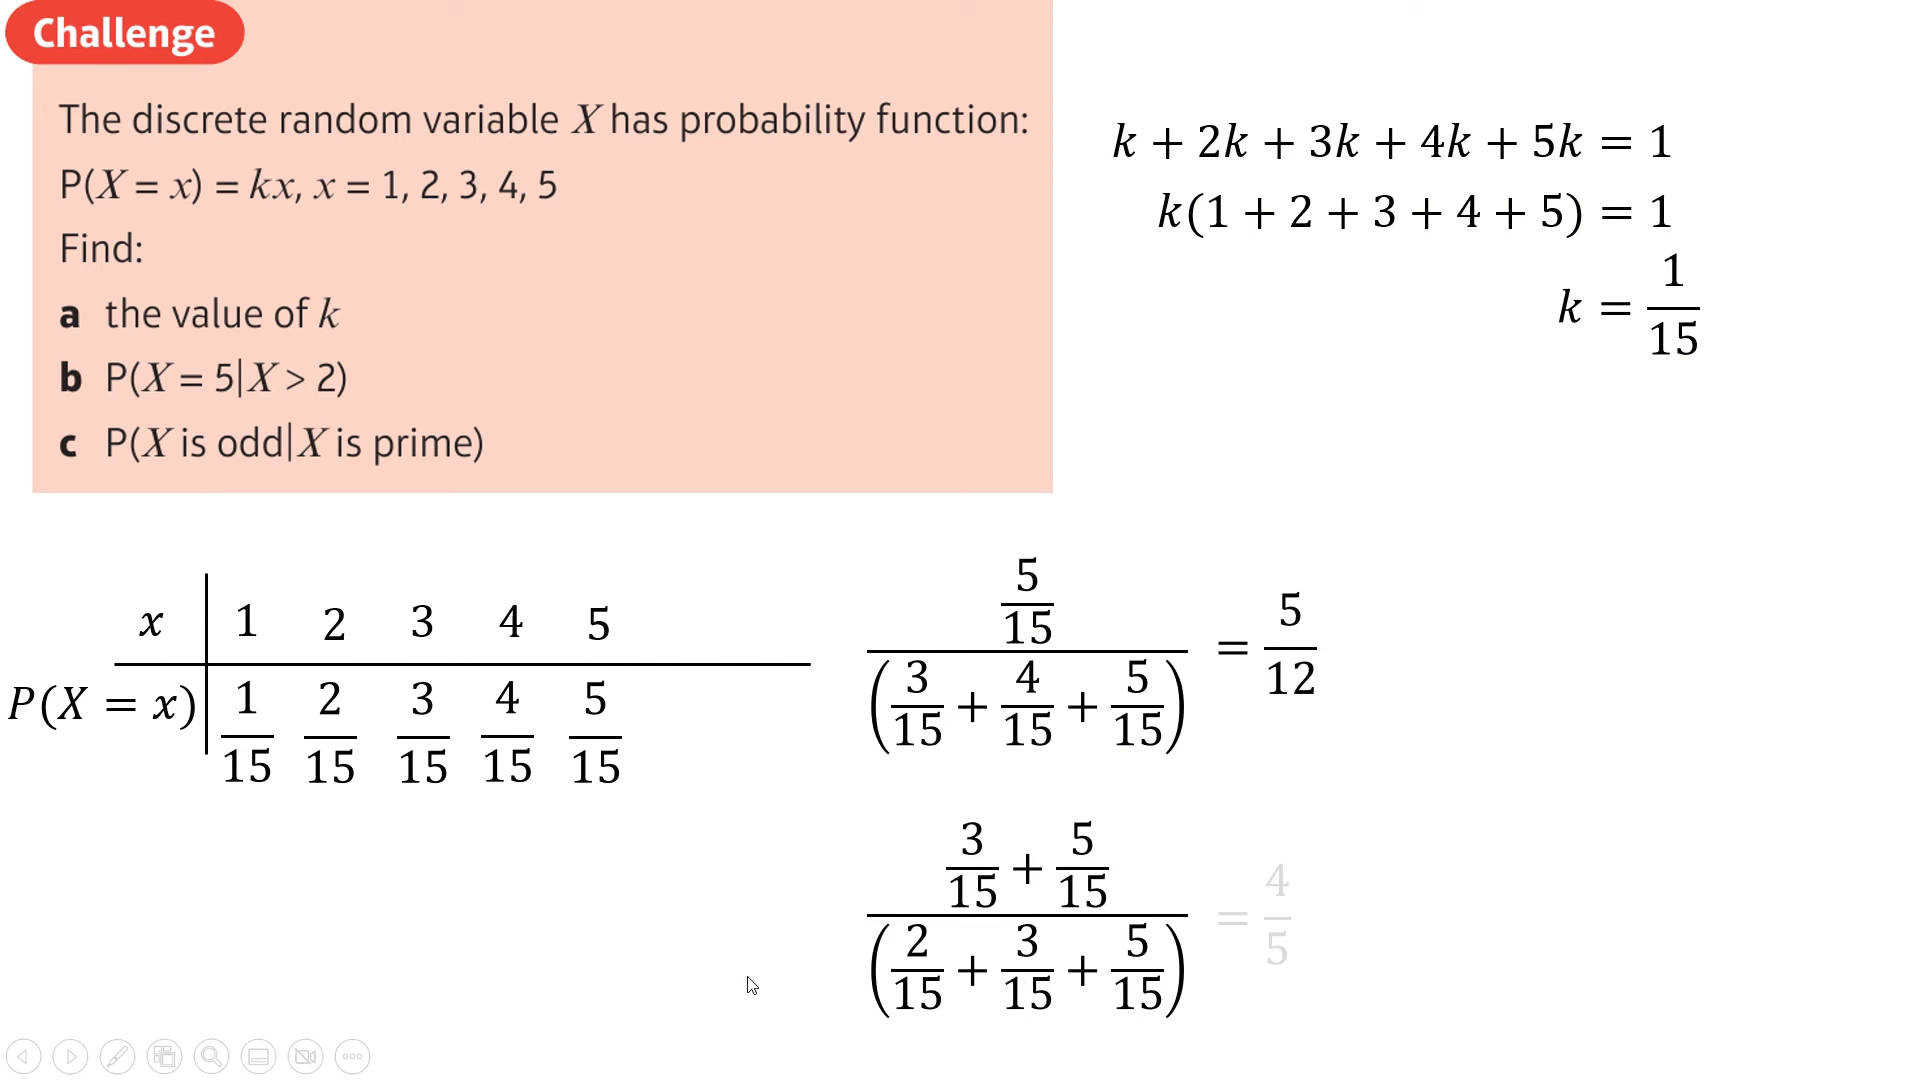 Challenge
The discrete random variable X has probability function:
P(X = x) = kx, x = 1, 2, 3, 4, 5
Find:
a the value of k
b P(X = 5|X > 2)
c P(X is odd|X is prime)
k + 2k + 3k + 4k + 5k = 1
k(1 + 2 + 3 + 4 + 5) = 1
k = 1/15
x 1 2 3 4 5
P(X = x) 1/15 2/15 3/15 4/15 5/15
(5/15) / (3/15 + 4/15 + 5/15) = 5/12
(3/15 + 5/15) / (2/15 + 3/15 + 5/15) = 4/5